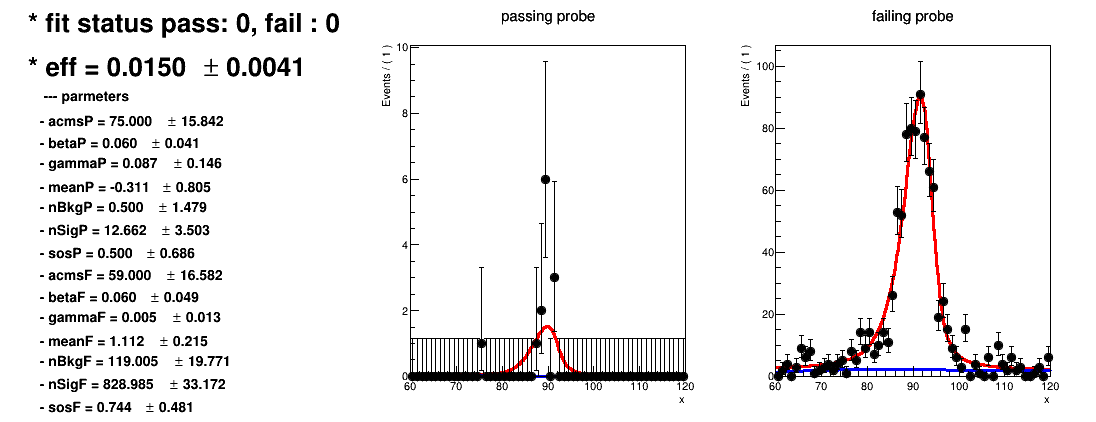 * fit status pass: 0, fail : 0
* eff = 0.0150 ± 0.0041
--- parmeters
- acmsP = 75.000 ± 15.842
- betaP = 0.060 ± 0.041
- gammaP = 0.087 ± 0.146
- meanP = -0.311 ± 0.805
- nBkgP = 0.500 ± 1.479
- nSigP = 12.662 ± 3.503
- sosP = 0.500 ± 0.686
- acmsF = 59.000 ± 16.582
- betaF = 0.060 ± 0.049
- gammaF = 0.005 ± 0.013
- meanF = 1.112 ± 0.215
- nBkgF = 119.005 ± 19.771
- nSigF = 828.985 ± 33.172
- sosF = 0.744 ± 0.481
passing probe
Events / ( 1 )
10
8
6
4
2
0
60 70 80 90 100 110 120
x
failing probe
Events / ( 1 )
100
80
60
40
20
0
60 70 80 90 100 110 120
x